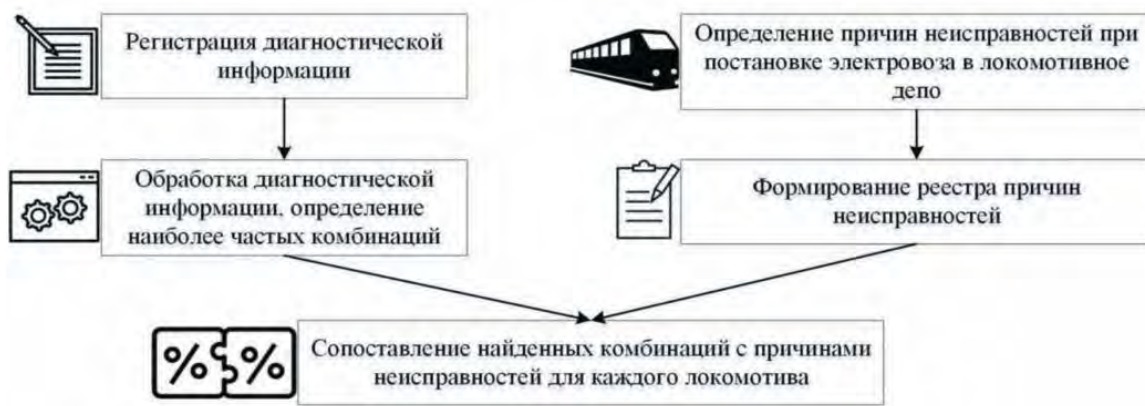 Регистрация диагностической
информации
Определение причин неисправностей при
постановке электровоза в локомотивное
депо
Обработка диагностической
информации, определение
наиболее частых комбинаций
Формирование реестра причин
неисправностей
% %
Сопоставление найденных комбинаций с причинами
неисправностей для каждого локомотива